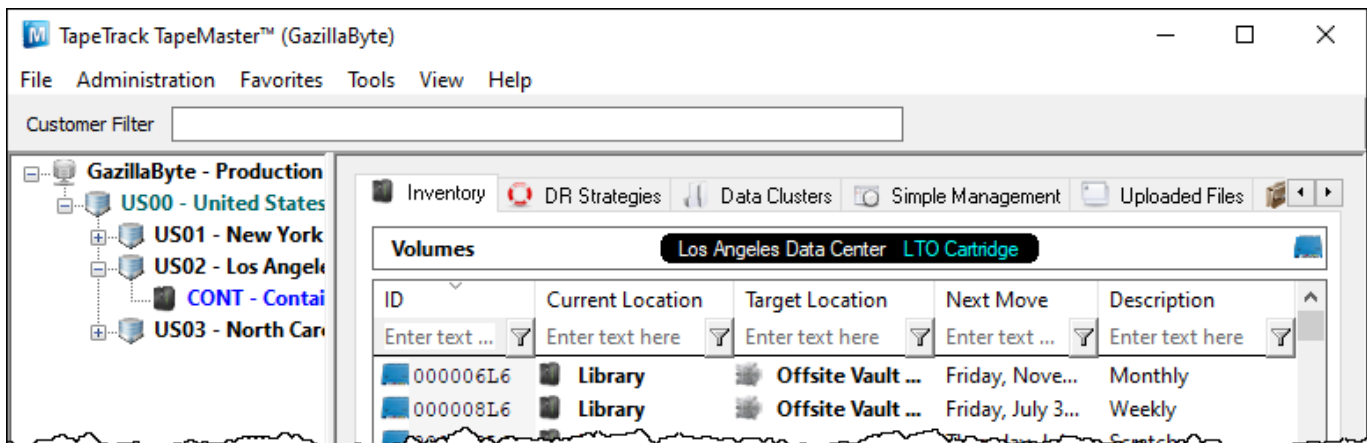 TapeTrack TapeMaster™ (GazillaByte)
File Administration Favorites Tools View Help
Customer Filter
GazillaByte - Production
US00 - United States
US01 - New York
US02 - Los Angele
CONT - Contai
US03 - North Car
Inventory DR Strategies Data Clusters Simple Management Uploaded Files
Volumes Los Angeles Data Center LTO Cartridge
ID Current Location Target Location Next Move Description
Enter text ... Enter text here Enter text here Enter text ... Enter text here
000006L6 Library Offsite Vault ... Friday, Nove... Monthly
000008L6 Library Offsite Vault ... Friday, July 3... Weekly